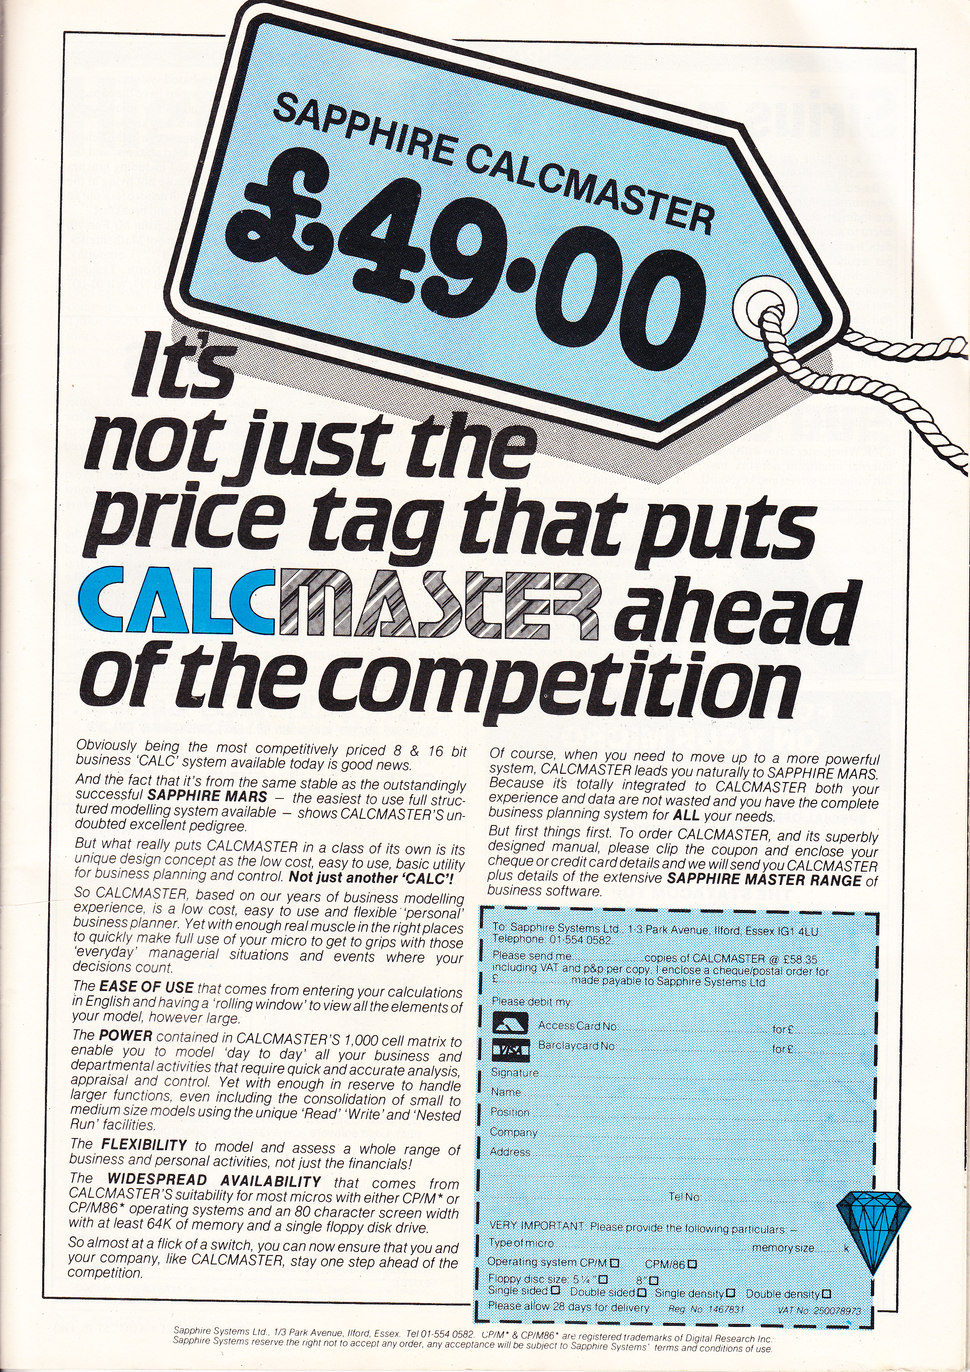 SAPPHIRE CALCMASTER
£49·00
It's
not just the
price tag that puts
CALCMASTER ahead
of the competition
Obviously being the most competitively priced 8 & 16 bit
business 'CALC' system available today is good news.
And the fact that it's from the same stable as the outstandingly
successful SAPPHIRE MARS – the easiest to use full struc-
tured modelling system available – shows CALCMASTER'S un-
doubted excellent pedigree.
But what really puts CALCMASTER in a class of its own is its
unique design concept as the low cost, easy to use, basic utility
for business planning and control. Not just another 'CALC'!
So CALCMASTER, based on our years of business modelling
experience, is a low cost, easy to use and flexible 'personal'
business planner. Yet with enough real muscle in the right places
to quickly make full use of your micro to get to grips with those
'everyday' managerial situations and events where your
decisions count.
The EASE OF USE that comes from entering your calculations
in English and having a 'rolling window' to view all the elements of
your model, however large.
The POWER contained in CALCMASTER'S 1,000 cell matrix to
enable you to model 'day to day' all your business and
departmental activities that require quick and accurate analysis,
appraisal and control. Yet with enough in reserve to handle
larger functions, even including the consolidation of small to
medium size models using the unique 'Read' 'Write' and 'Nested
Run' facilities.
The FLEXIBILITY to model and assess a whole range of
business and personal activities, not just the financials!
The WIDESPREAD AVAILABILITY that comes from
CALCMASTER'S suitability for most micros with either CP/M* or
CP/M86* operating systems and an 80 character screen width
with at least 64K of memory and a single floppy disk drive.
So almost at a flick of a switch, you can now ensure that you and
your company, like CALCMASTER, stay one step ahead of the
competition.
Of course, when you need to move up to a more powerful
system, CALCMASTER leads you naturally to SAPPHIRE MARS.
Because it's totally integrated to CALCMASTER both your
experience and data are not wasted and you have the complete
business planning system for ALL your needs.
But first things first. To order CALCMASTER, and its superbly
designed manual, please clip the coupon and enclose your
cheque or credit card details and we will send you CALCMASTER
plus details of the extensive SAPPHIRE MASTER RANGE of
business software.
To: Sapphire Systems Ltd., 1-3 Park Avenue, Ilford, Essex IG1 4LU.
Telephone: 01-554 0582.
Please send me....................copies of CALCMASTER @ £58.35
including VAT and p&p per copy. I enclose a cheque/postal order for
£....................made payable to Sapphire Systems Ltd.
Please debit my:
Access Card No.................... for £....................
VISA Barclaycard No.................... for £....................
Signature....................
Name....................
Position....................
Company....................
Address....................
Tel No....................
VERY IMPORTANT: Please provide the following particulars: –
Type of micro....................memory size..........k
Operating system CP/M □ CPM/86 □
Floppy disc size: 5¼" □ 8" □
Single sided □ Double sided □ Single density □ Double density □
Please allow 28 days for delivery Reg. No. 1467831 VAT No. 250078973
Sapphire Systems Ltd., 1/3 Park Avenue, Ilford, Essex. Tel 01-554 0582. CP/M* & CP/M86* are registered trademarks of Digital Research Inc.
Sapphire Systems reserve the right not to accept any order, any acceptance will be subject to Sapphire Systems' terms and conditions of use.